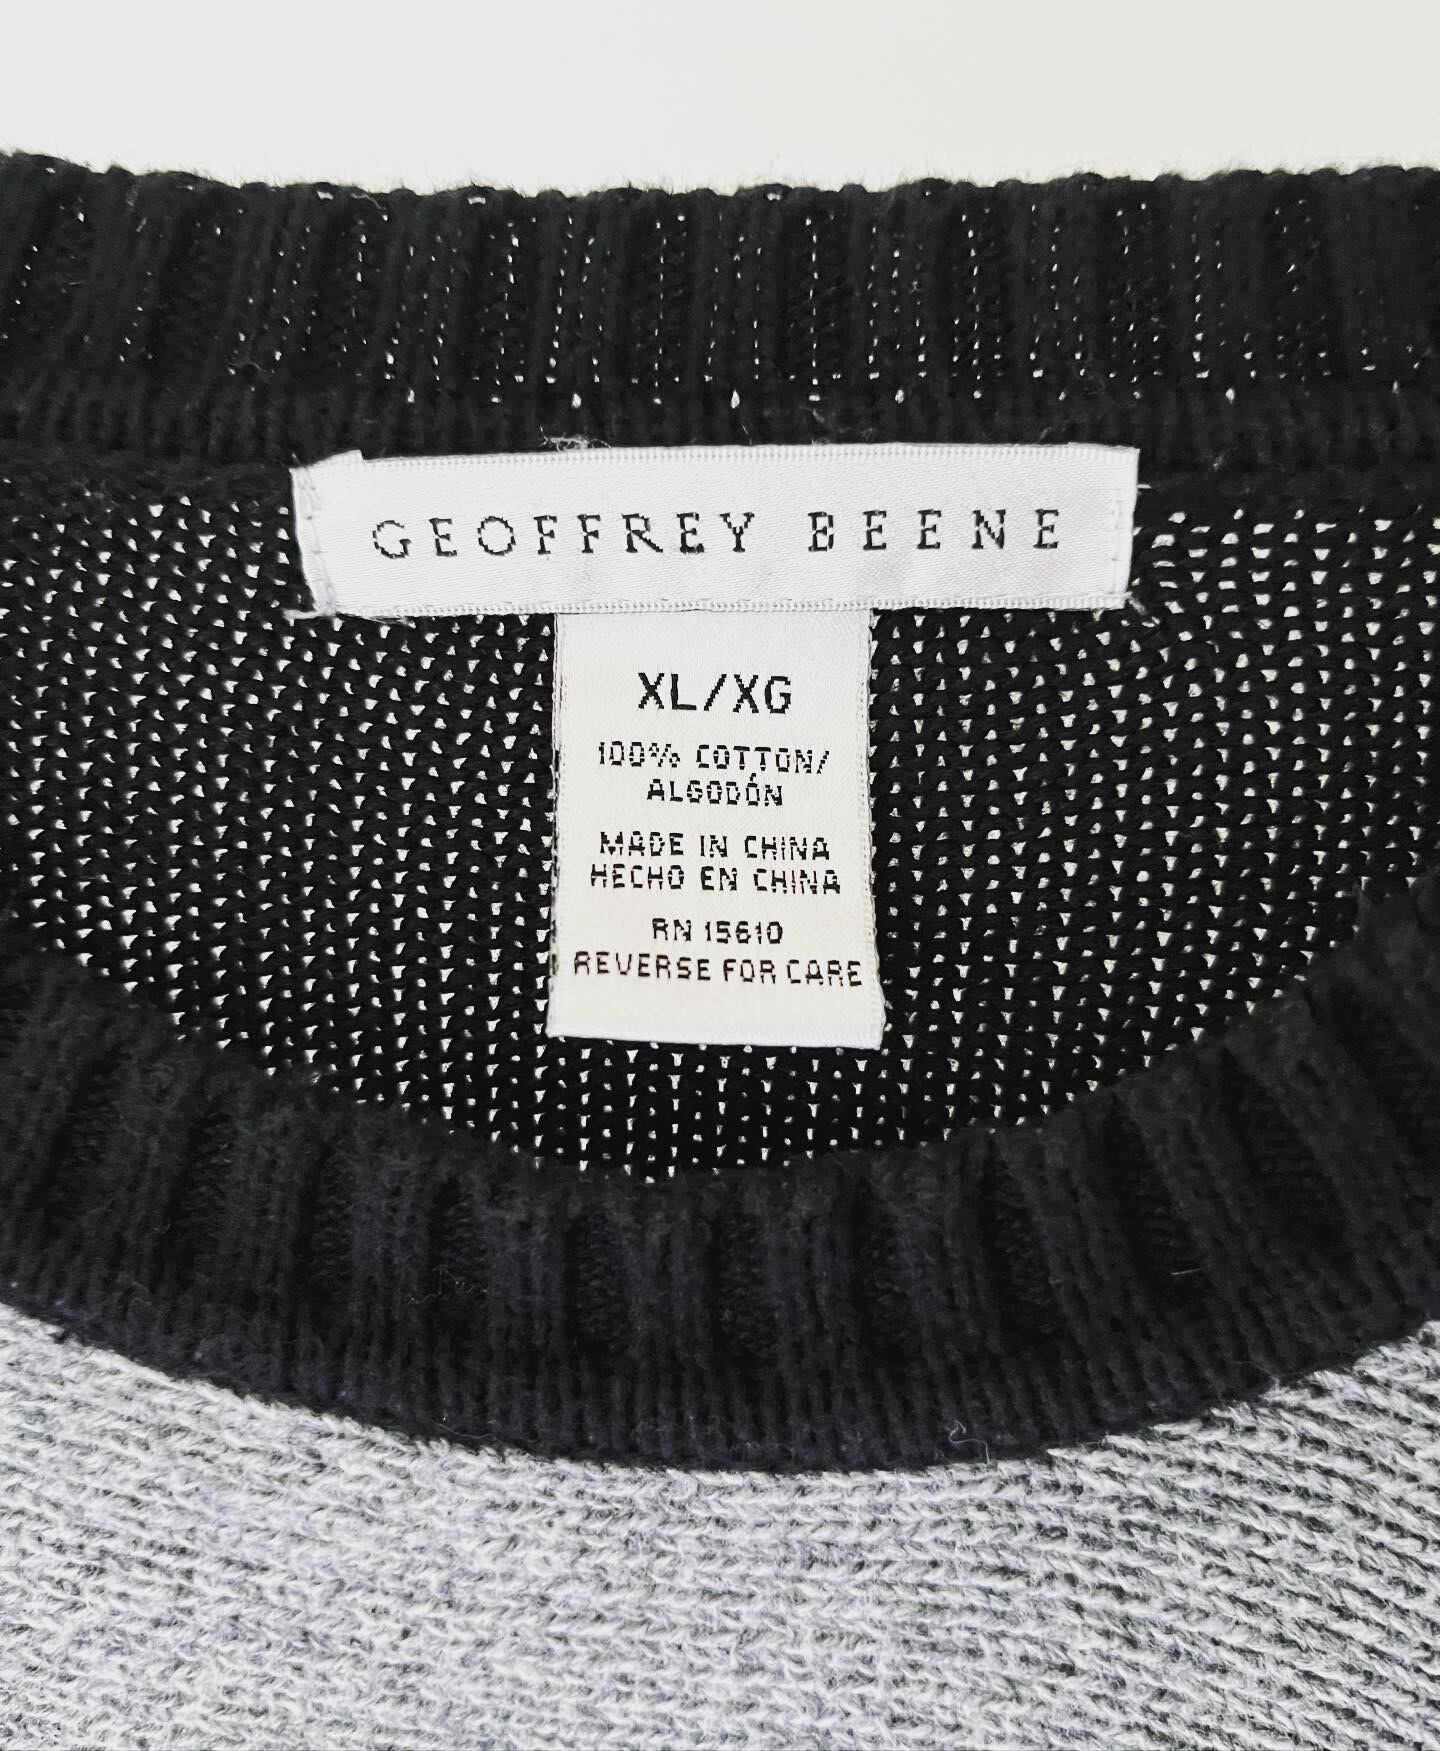 GEOFFREY BEENE
XL/XG
100% COTTON/
ALGODÓN
MADE IN CHINA
HECHO EN CHINA
RN 15610
REVERSE FOR CARE